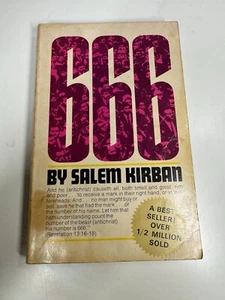 666
BY SALEM KIRBAN
And he (antichrist) causeth all, both small and great, rich
and poor . . . to receive a mark in their right hand, or in their
foreheads: And . . . no man might buy or
sell, save he that had the mark . . . or
the number of his name. Let him that
hath understanding count the
number of the beast (antichrist)
his number is 666."
(Revelation 13:16-18)
A BEST
SELLER!
OVER
1/2 MILLION
SOLD